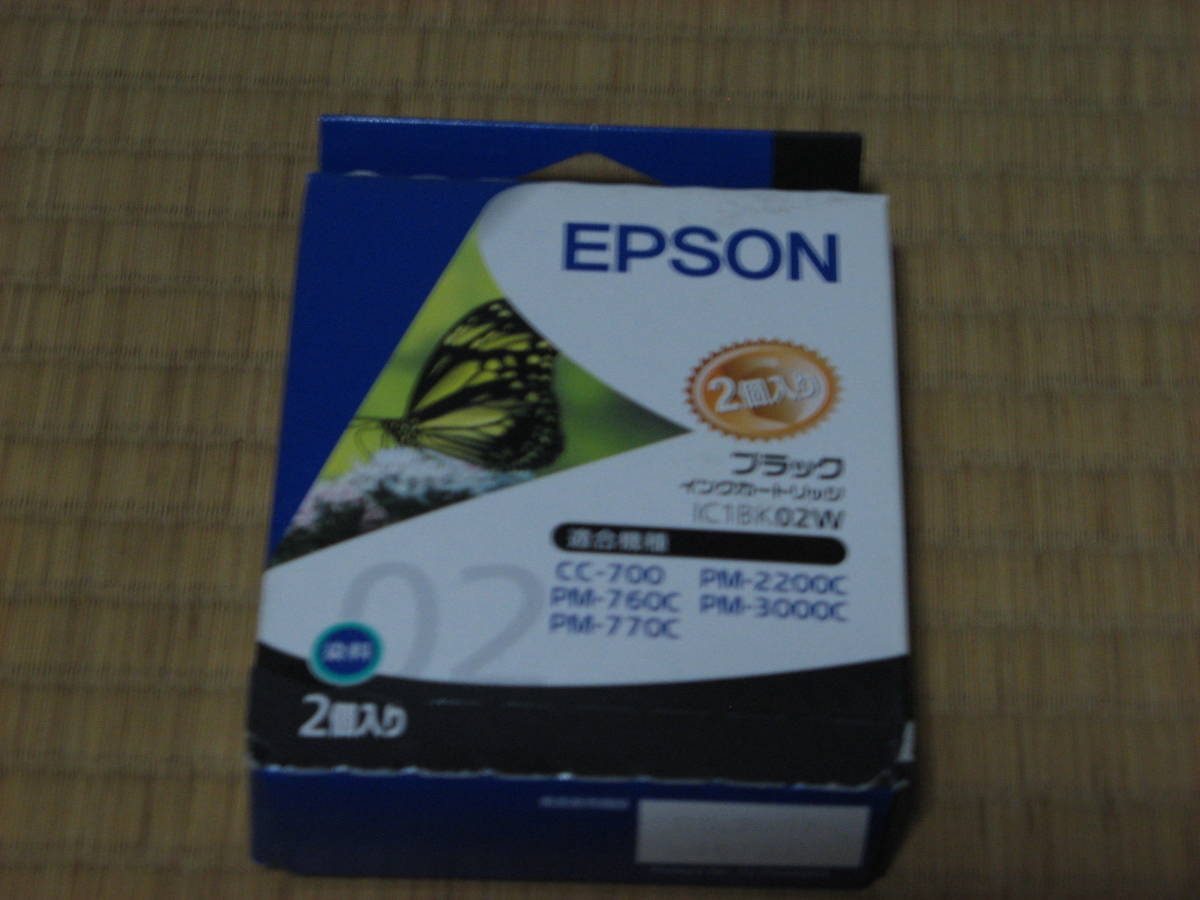 EPSON
2個入り
ブラック
インクカートリッジ
IC1BK02W
適合機種
CC-700 PM-2200C
PM-760C PM-3000C
PM-770C
02
染料
2個入り